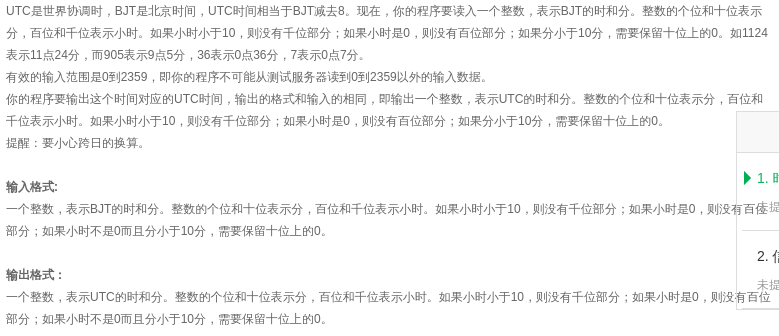 UTC是世界协调时，BJT是北京时间，UTC时间相当于BJT减去8。现在，你的程序要读入一个整数，表示BJT的时和分。整数的个位和十位表示
分，百位和千位表示小时。如果小时小于10，则没有千位部分；如果小时是0，则没有百位部分；如果分小于10分，需要保留十位上的0。如1124
表示11点24分，而905表示9点5分，36表示0点36分，7表示0点7分。
有效的输入范围是0到2359，即你的程序不可能从测试服务器读到0到2359以外的输入数据。
你的程序要输出这个时间对应的UTC时间，输出的格式和输入的相同，即输出一个整数，表示UTC的时和分。整数的个位和十位表示分，百位和
千位表示小时。如果小时小于10，则没有千位部分；如果小时是0，则没有百位部分；如果分小于10分，需要保留十位上的0。
提醒：要小心跨日的换算。
输入格式:
一个整数，表示BJT的时和分。整数的个位和十位表示分，百位和千位表示小时。如果小时小于10，则没有千位部分；如果小时是0，则没有百位
部分；如果小时不是0而且分小于10分，需要保留十位上的0。
输出格式：
一个整数，表示UTC的时和分。整数的个位和十位表示分，百位和千位表示小时。如果小时小于10，则没有千位部分；如果小时是0，则没有百位
部分；如果小时不是0而且分小于10分，需要保留十位上的0。
1. 时
2. 信
未提